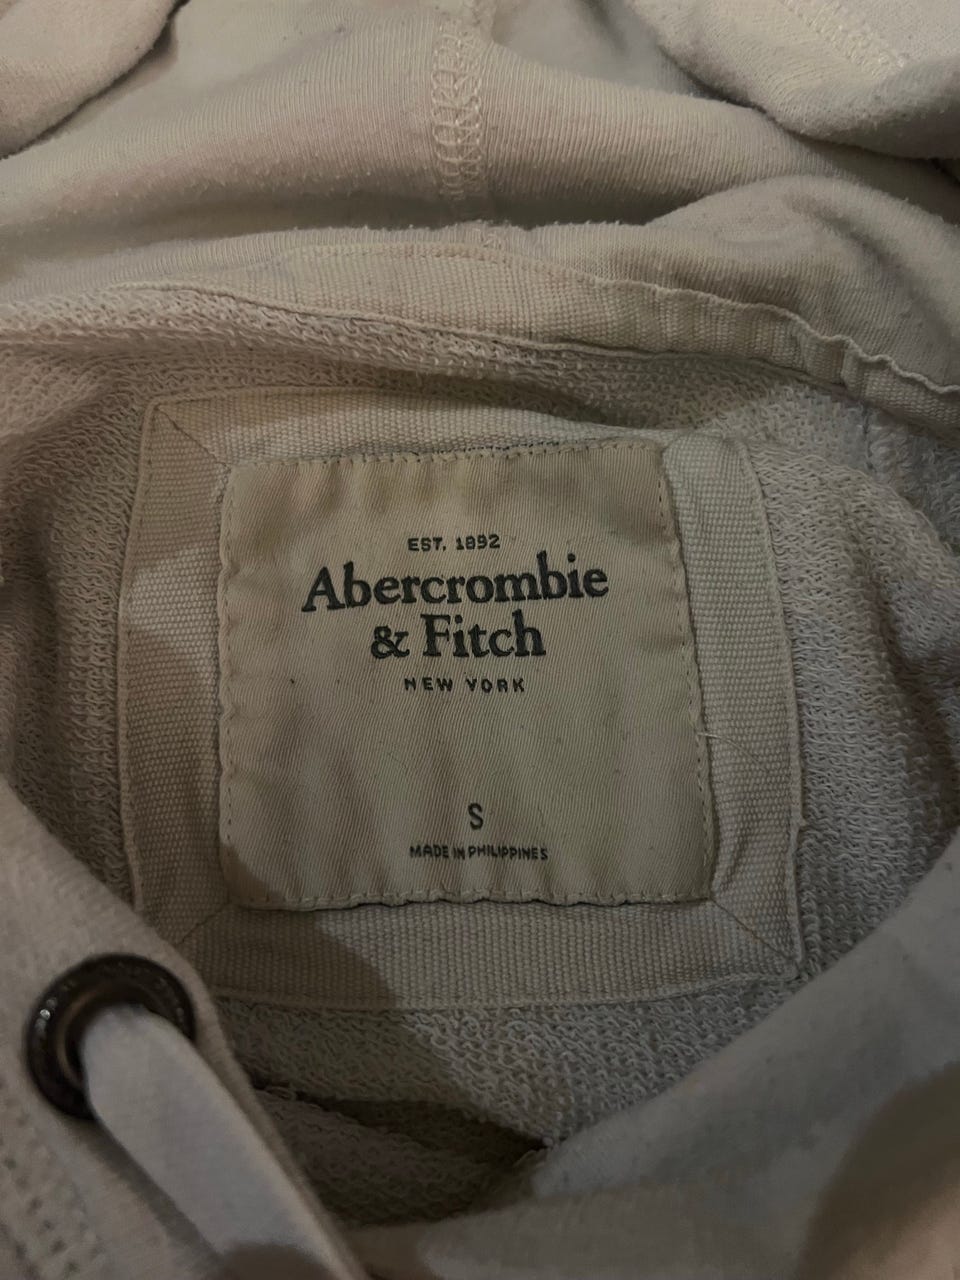 EST. 1892
Abercrombie
& Fitch
NEW YORK
S
MADE IN PHILIPPINES